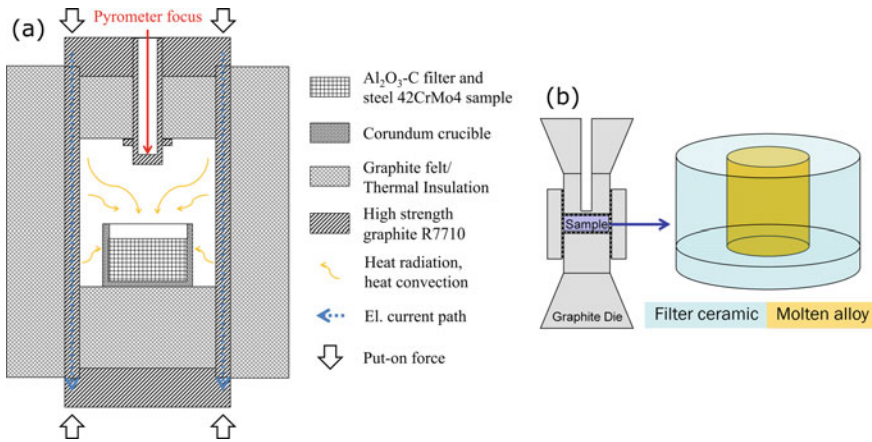 (a)
Pyrometer focus
Al₂O₃-C filter and
steel 42CrMo4 sample
Corundum crucible
Graphite felt/
Thermal Insulation
High strength
graphite R7710
Heat radiation,
heat convection
El. current path
Put-on force
(b)
Sample
Graphite Die
Filter ceramic
Molten alloy